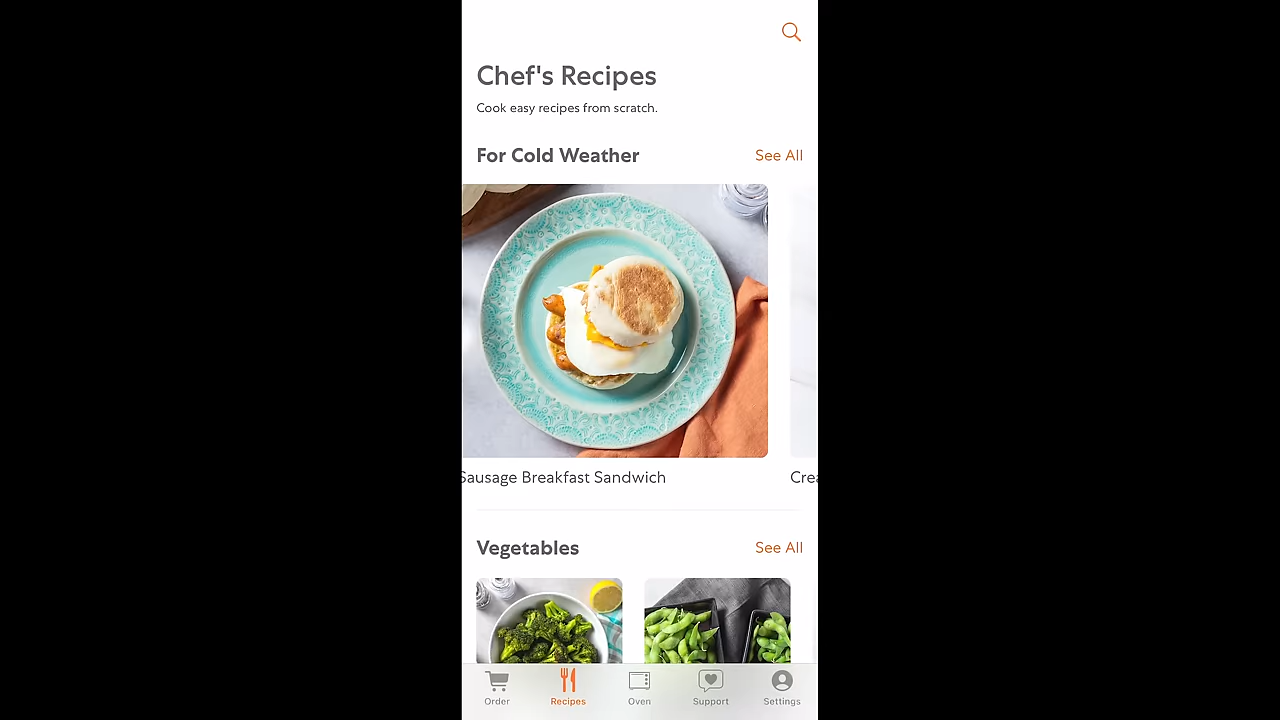 Chef's Recipes
Cook easy recipes from scratch.
For Cold Weather
See All
Sausage Breakfast Sandwich
Vegetables
See All
Order
Recipes
Oven
Support
Settings